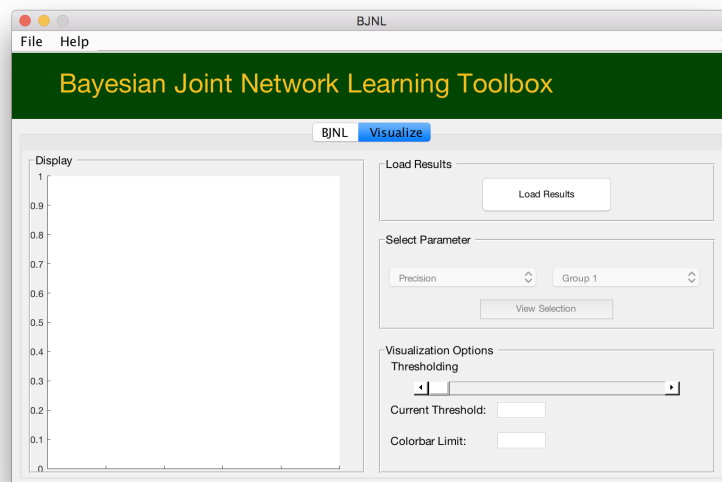 BJNL
File Help
Bayesian Joint Network Learning Toolbox
BJNL Visualize
Display
1
0.9
0.8
0.7
0.6
0.5
0.4
0.3
0.2
0.1
0
Load Results
Load Results
Select Parameter
Precision Group 1
View Selection
Visualization Options
Thresholding
Current Threshold:
Colorbar Limit: